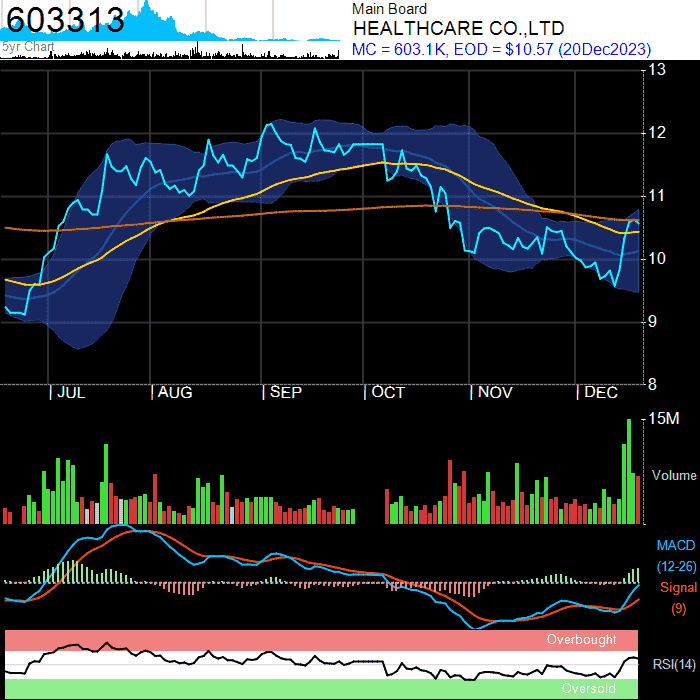 603313
5yr Chart
Main Board
HEALTHCARE CO.,LTD
MC = 603.1K, EOD = $10.57 (20Dec2023)
13
12
11
10
9
8
| JUL | AUG | SEP | OCT | NOV | DEC
15M
Volume
MACD
(12-26)
Signal
(9)
Overbought
RSI(14)
Oversold